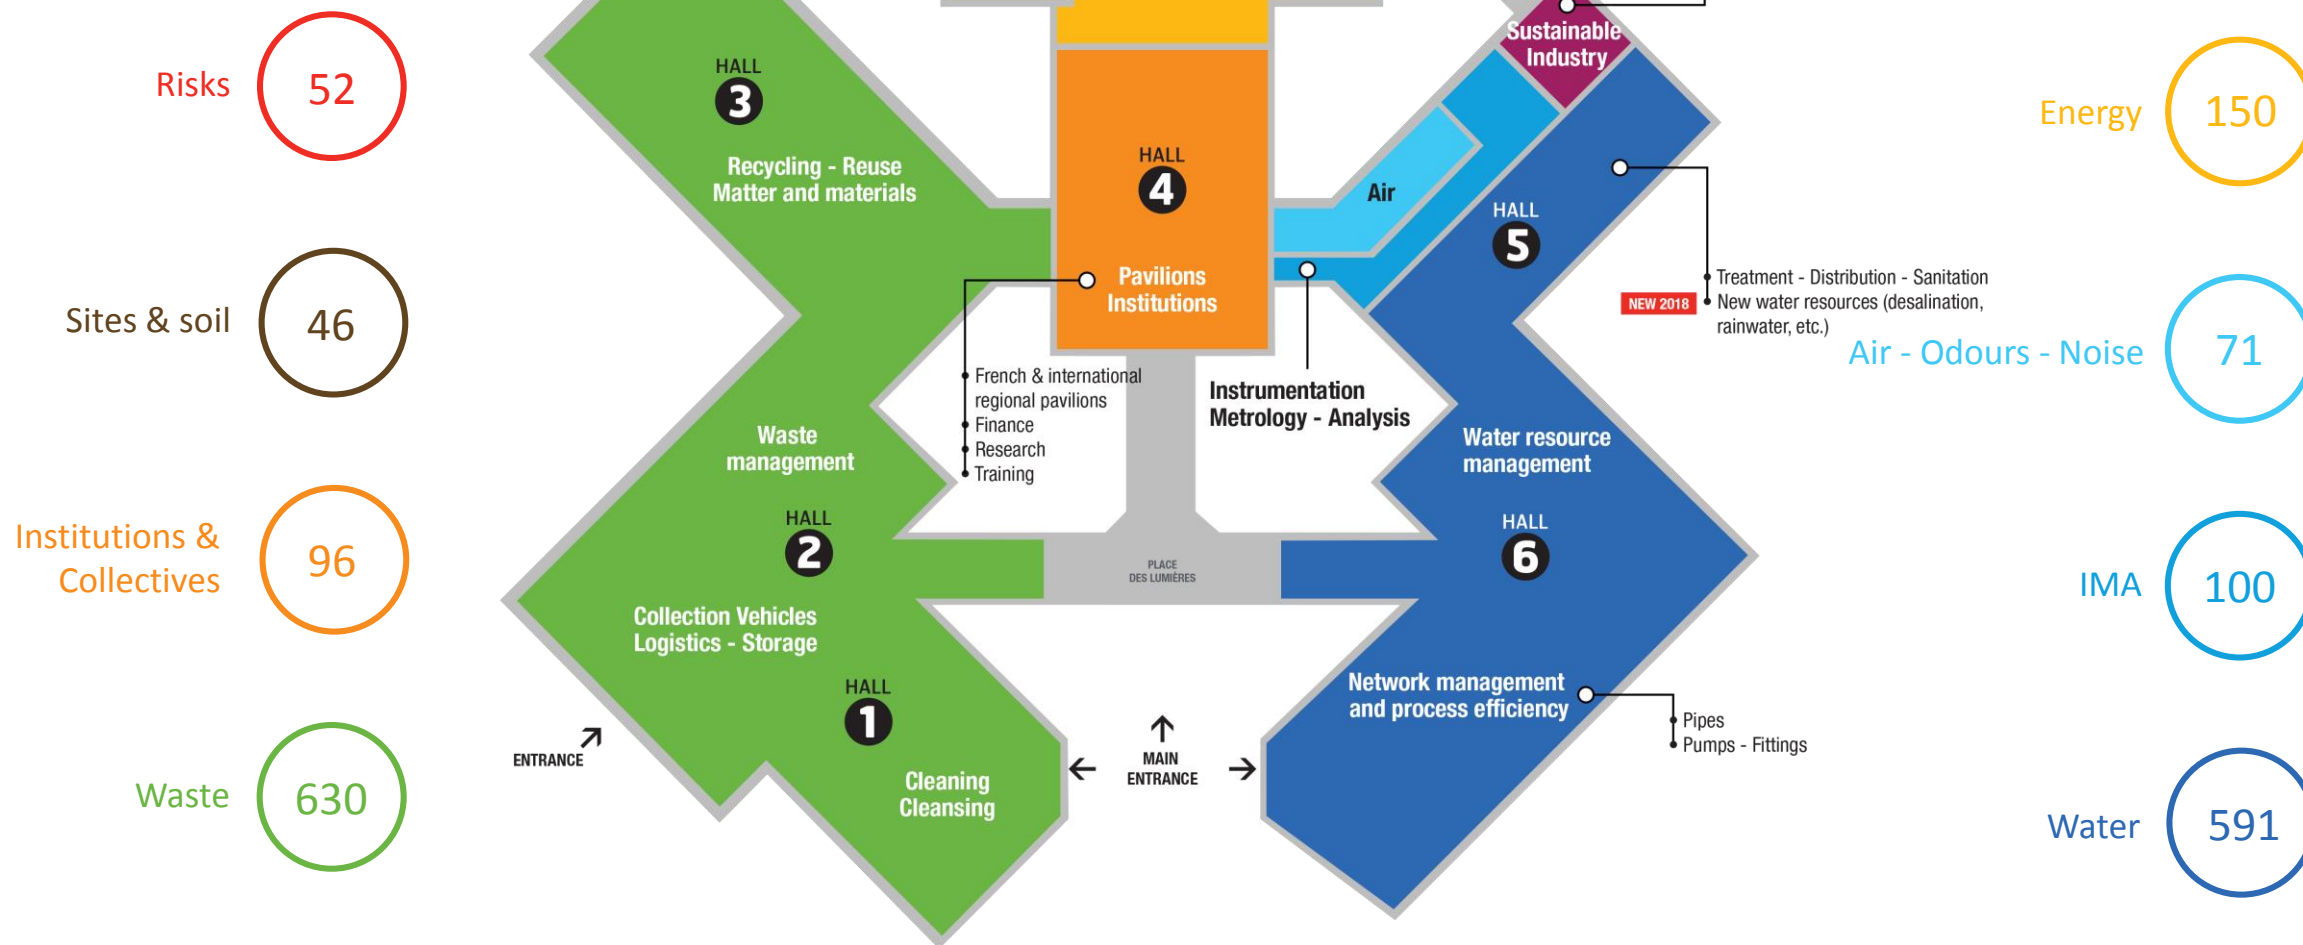 Risks
52
Sites & soil
46
Institutions &
Collectives
96
Waste
630
HALL
3
Recycling - Reuse
Matter and materials
Waste
management
HALL
2
Collection Vehicles
Logistics - Storage
HALL
1
Cleaning
Cleansing
ENTRANCE
HALL
4
Pavilions
Institutions
French & international
regional pavilions
Finance
Research
Training
Instrumentation
Metrology - Analysis
PLACE
DES LUMIÈRES
MAIN
ENTRANCE
Sustainable
Industry
Air
HALL
5
Treatment - Distribution - Sanitation
NEW 2018
New water resources (desalination,
rainwater, etc.)
Water resource
management
HALL
6
Network management
and process efficiency
Pipes
Pumps - Fittings
Energy
150
Air - Odours - Noise
71
IMA
100
Water
591